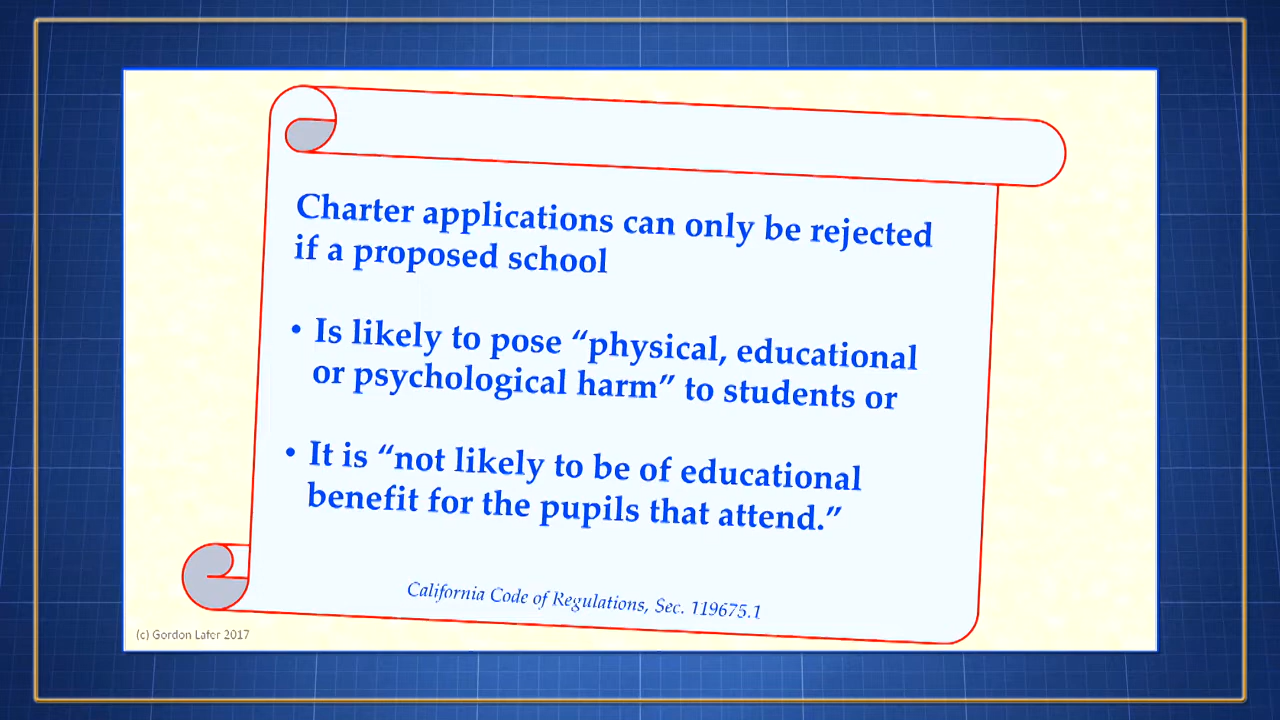 Charter applications can only be rejected
if a proposed school
• Is likely to pose “physical, educational
or psychological harm” to students or
• It is “not likely to be of educational
benefit for the pupils that attend.”
California Code of Regulations, Sec. 119675.1
(c) Gordon Lafer 2017